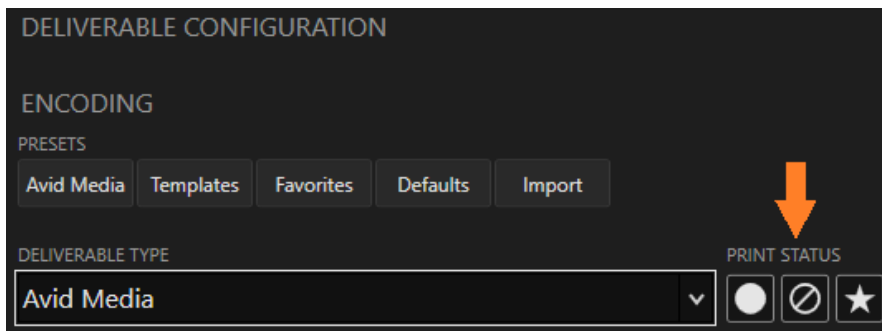 DELIVERABLE CONFIGURATION
ENCODING
PRESETS
Avid Media Templates Favorites Defaults Import
DELIVERABLE TYPE PRINT STATUS
Avid Media